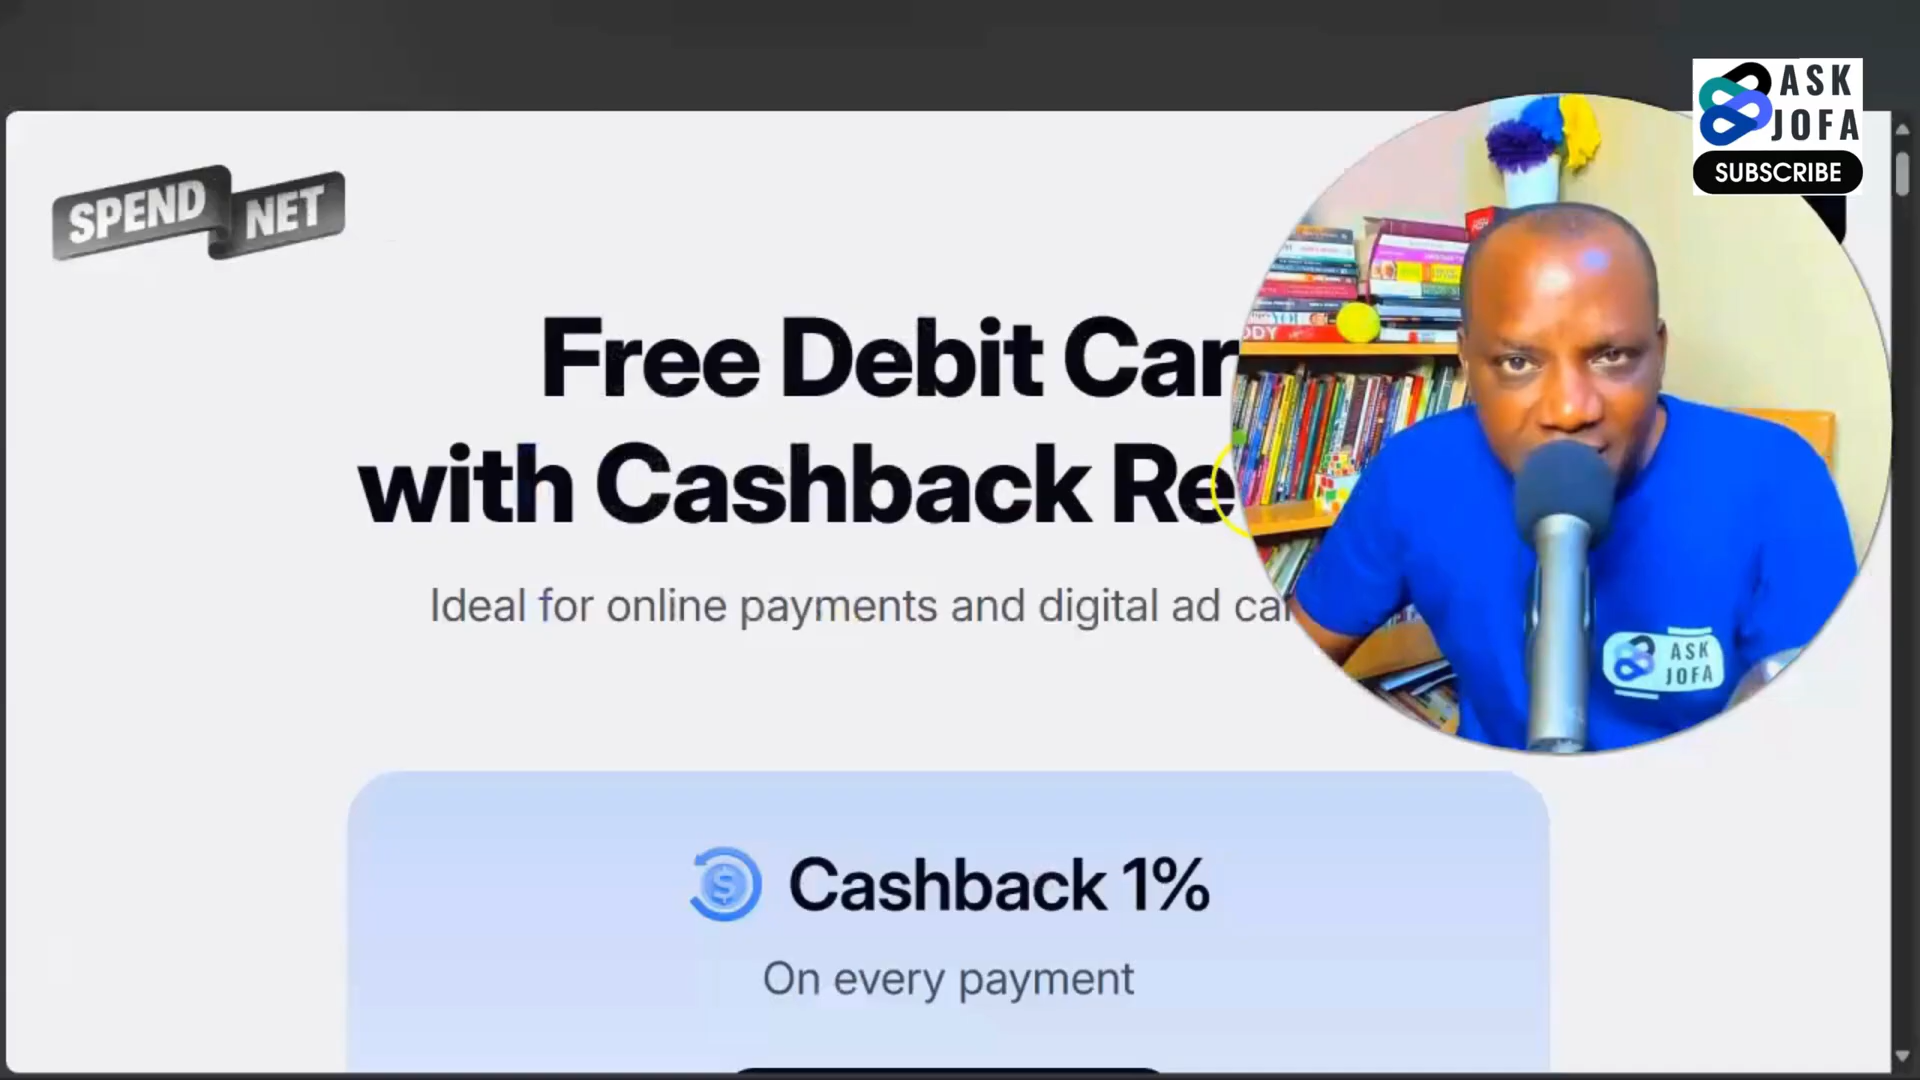 ASK
JOFA
SUBSCRIBE
SPEND NET
Free Debit Car
with Cashback Re
Ideal for online payments and digital ad ca
ASK
JOFA
Cashback 1%
On every payment